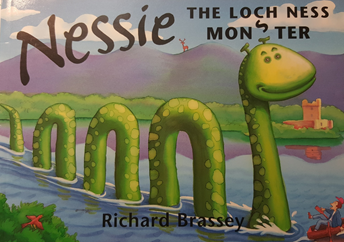 Nessie
THE LOCH NESS
MONSTER
Richard Brassey